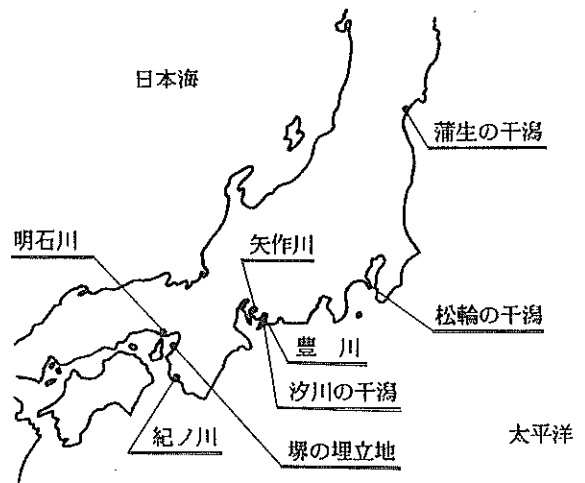 日本海
蒲生の干潟
明石川
矢作川
松輪の干潟
豊川
汐川の干潟
紀ノ川
堺の埋立地
太平洋